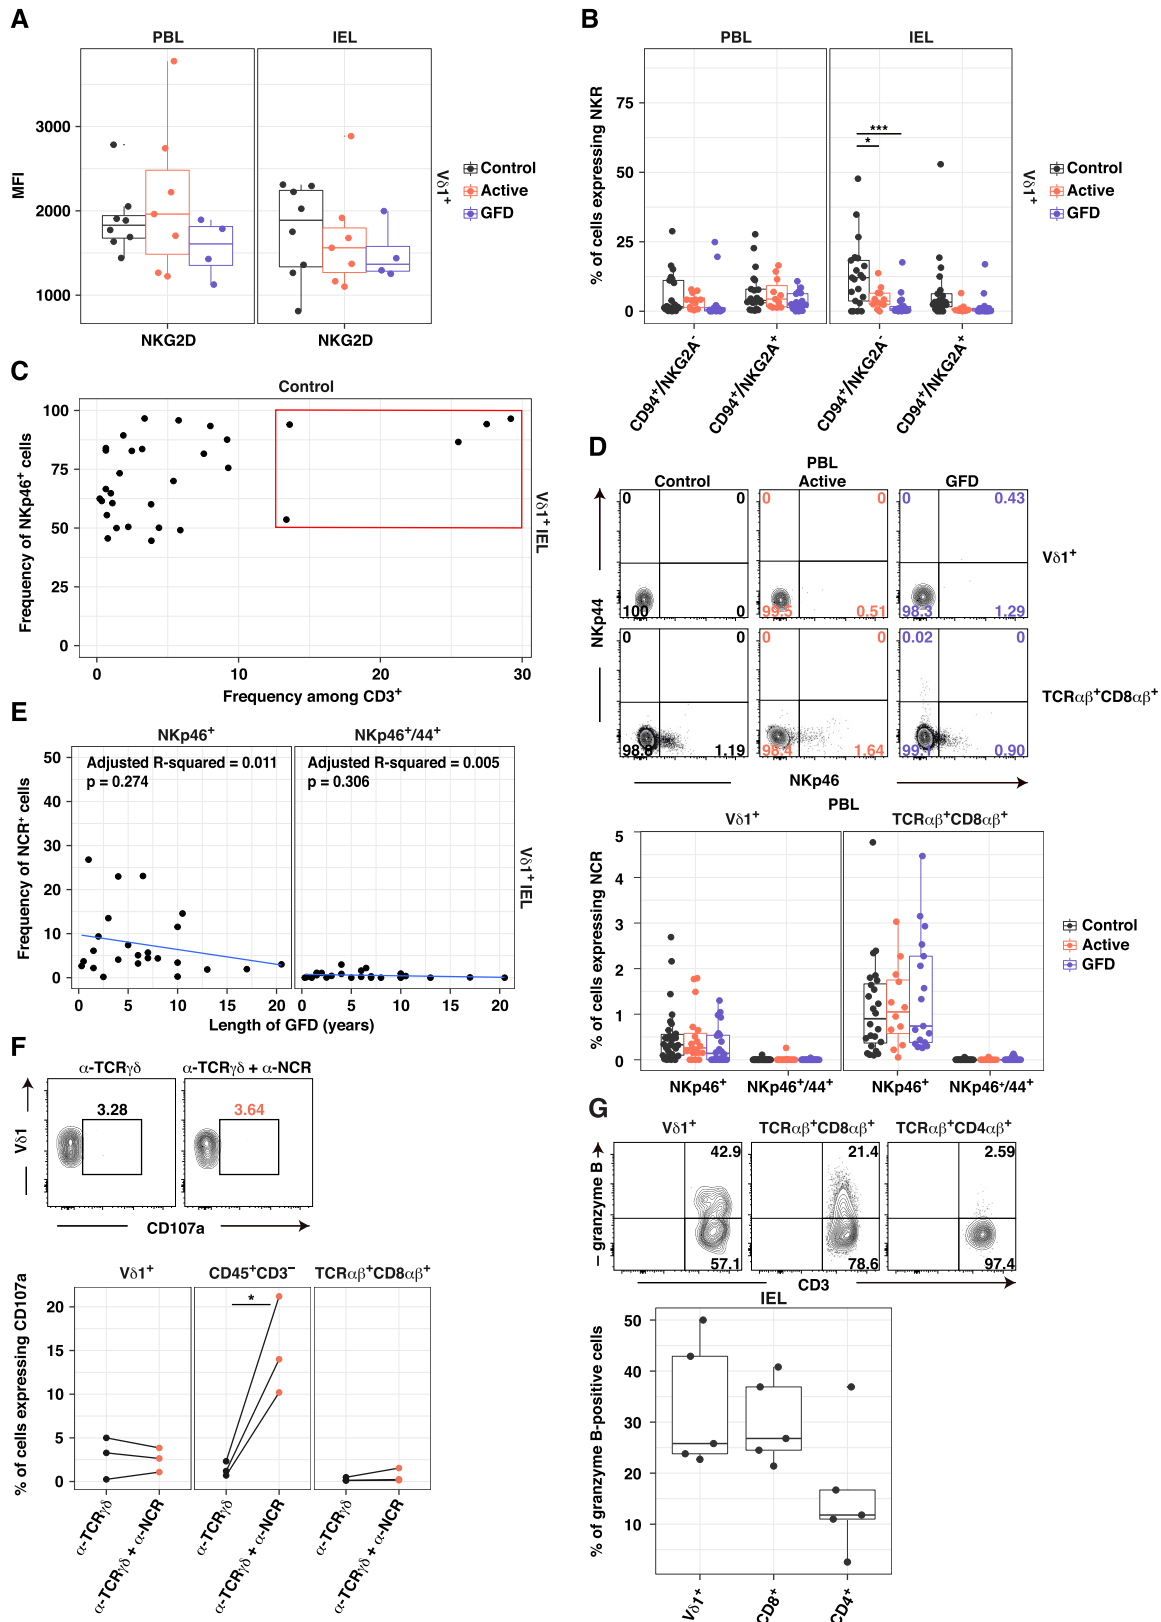 A
PBL
IEL
MFI
3000
2000
1000
NKG2D
NKG2D
Vδ1⁺
Control
Active
GFD
B
PBL
IEL
% of cells expressing NKR
75
50
25
0
***
*
CD94⁺/NKG2A⁻
CD94⁺/NKG2A⁺
CD94⁺/NKG2A⁻
CD94⁺/NKG2A⁺
Vδ1⁺
Control
Active
GFD
C
Control
Frequency of NKp46⁺ cells
100
75
50
25
0
0 10 20 30
Frequency among CD3⁺
Vδ1⁺ IEL
D
PBL
Control Active GFD
0 0 0 0 0 0.43
100 0 99.5 0.51 98.3 1.29
Vδ1⁺
0 0 0 0 0.02 0
98.8 1.19 98.4 1.64 99.1 0.90
TCRαβ⁺CD8αβ⁺
NKp44
NKp46
PBL
Vδ1⁺ TCRαβ⁺CD8αβ⁺
% of cells expressing NCR
5
4
3
2
1
0
NKp46⁺ NKp46⁺/44⁺ NKp46⁺ NKp46⁺/44⁺
Control
Active
GFD
E
NKp46⁺ NKp46⁺/44⁺
Adjusted R-squared = 0.011
p = 0.274
Adjusted R-squared = 0.005
p = 0.306
Frequency of NCR⁺ cells
50
40
30
20
10
0
0 5 10 15 20 0 5 10 15 20
Length of GFD (years)
Vδ1⁺ IEL
F
α-TCRγδ α-TCRγδ + α-NCR
3.28 3.64
Vδ1
CD107a
Vδ1⁺ CD45⁺CD3⁻ TCRαβ⁺CD8αβ⁺
% of cells expressing CD107a
20
15
10
5
0
*
α-TCRγδ
α-TCRγδ + α-NCR
α-TCRγδ
α-TCRγδ + α-NCR
α-TCRγδ
α-TCRγδ + α-NCR
G
Vδ1⁺ TCRαβ⁺CD8αβ⁺ TCRαβ⁺CD4αβ⁺
42.9 21.4 2.59
57.1 78.6 97.4
granzyme B
CD3
IEL
% of granzyme B-positive cells
50
40
30
20
10
Vδ1⁺
CD8⁺
CD4⁺